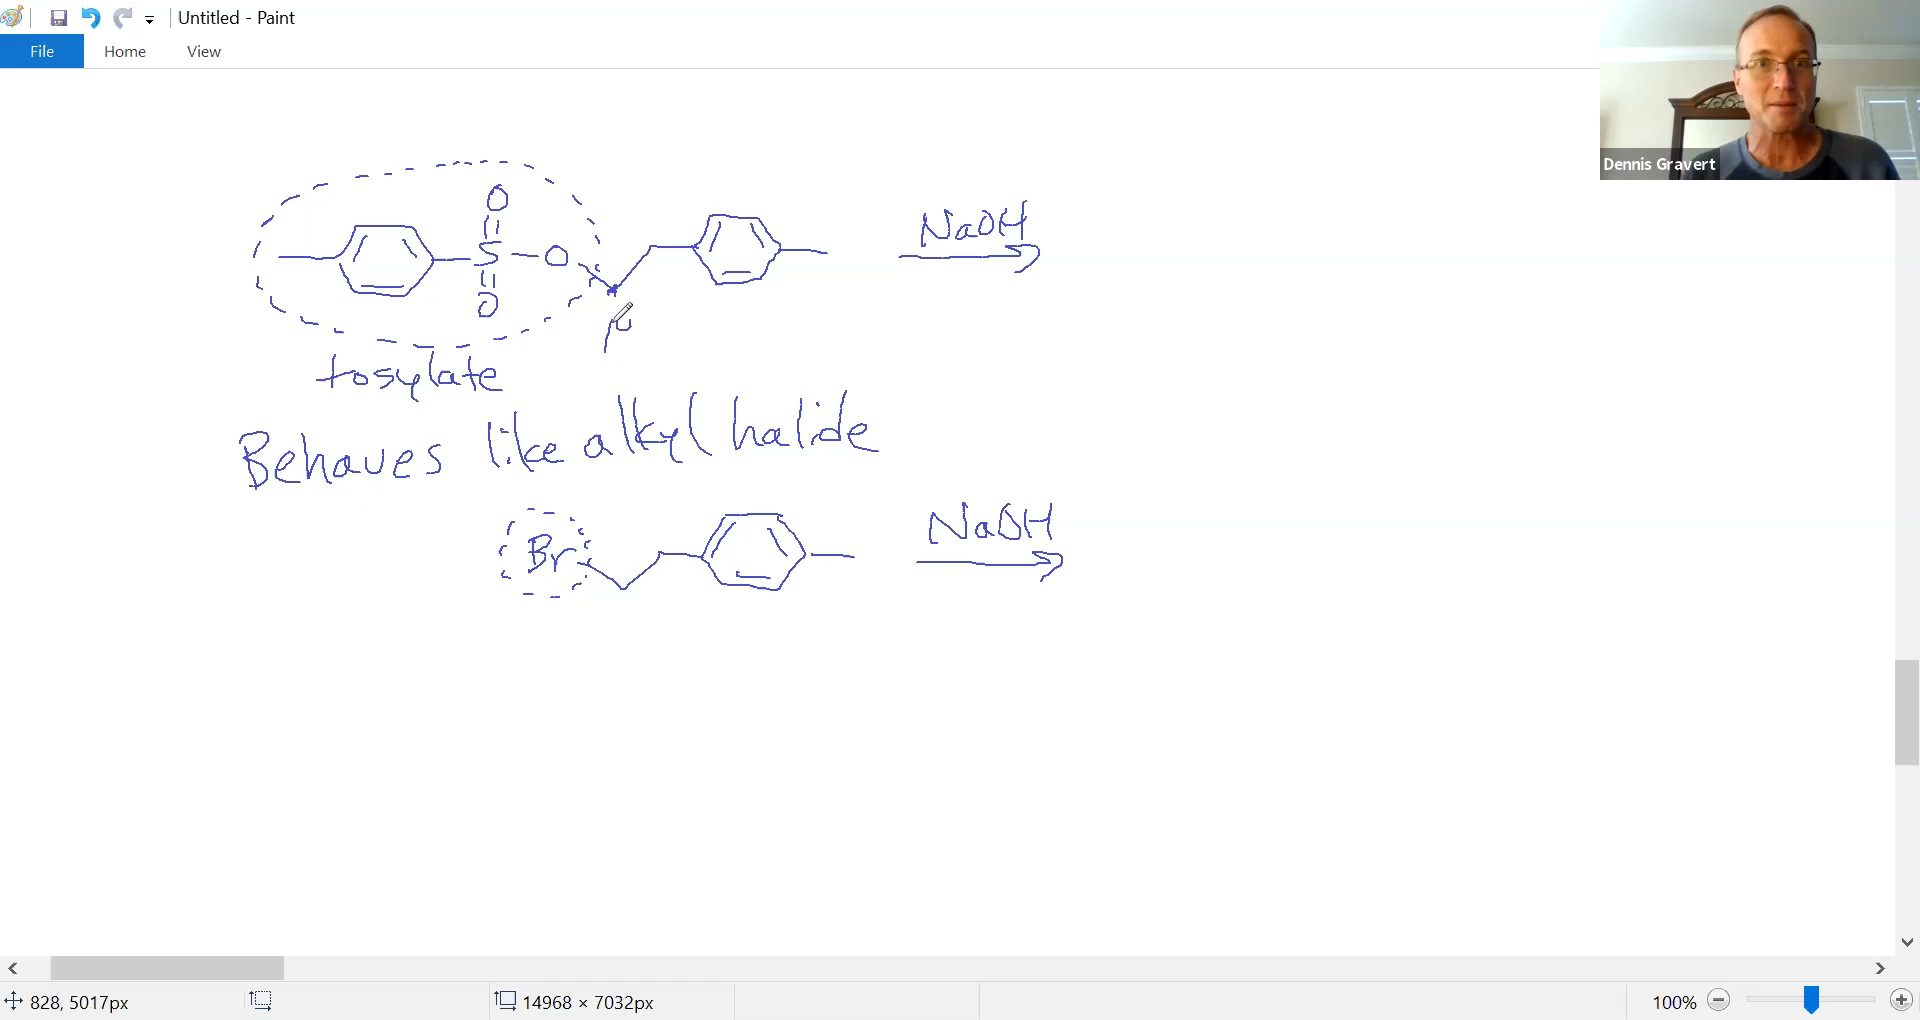 Untitled - Paint
File Home View
Dennis Gravert
O
S O
O
NaOH
tosylate
Behaves like alkyl halide
Br
NaOH
828, 5017px
14968 × 7032px
100%